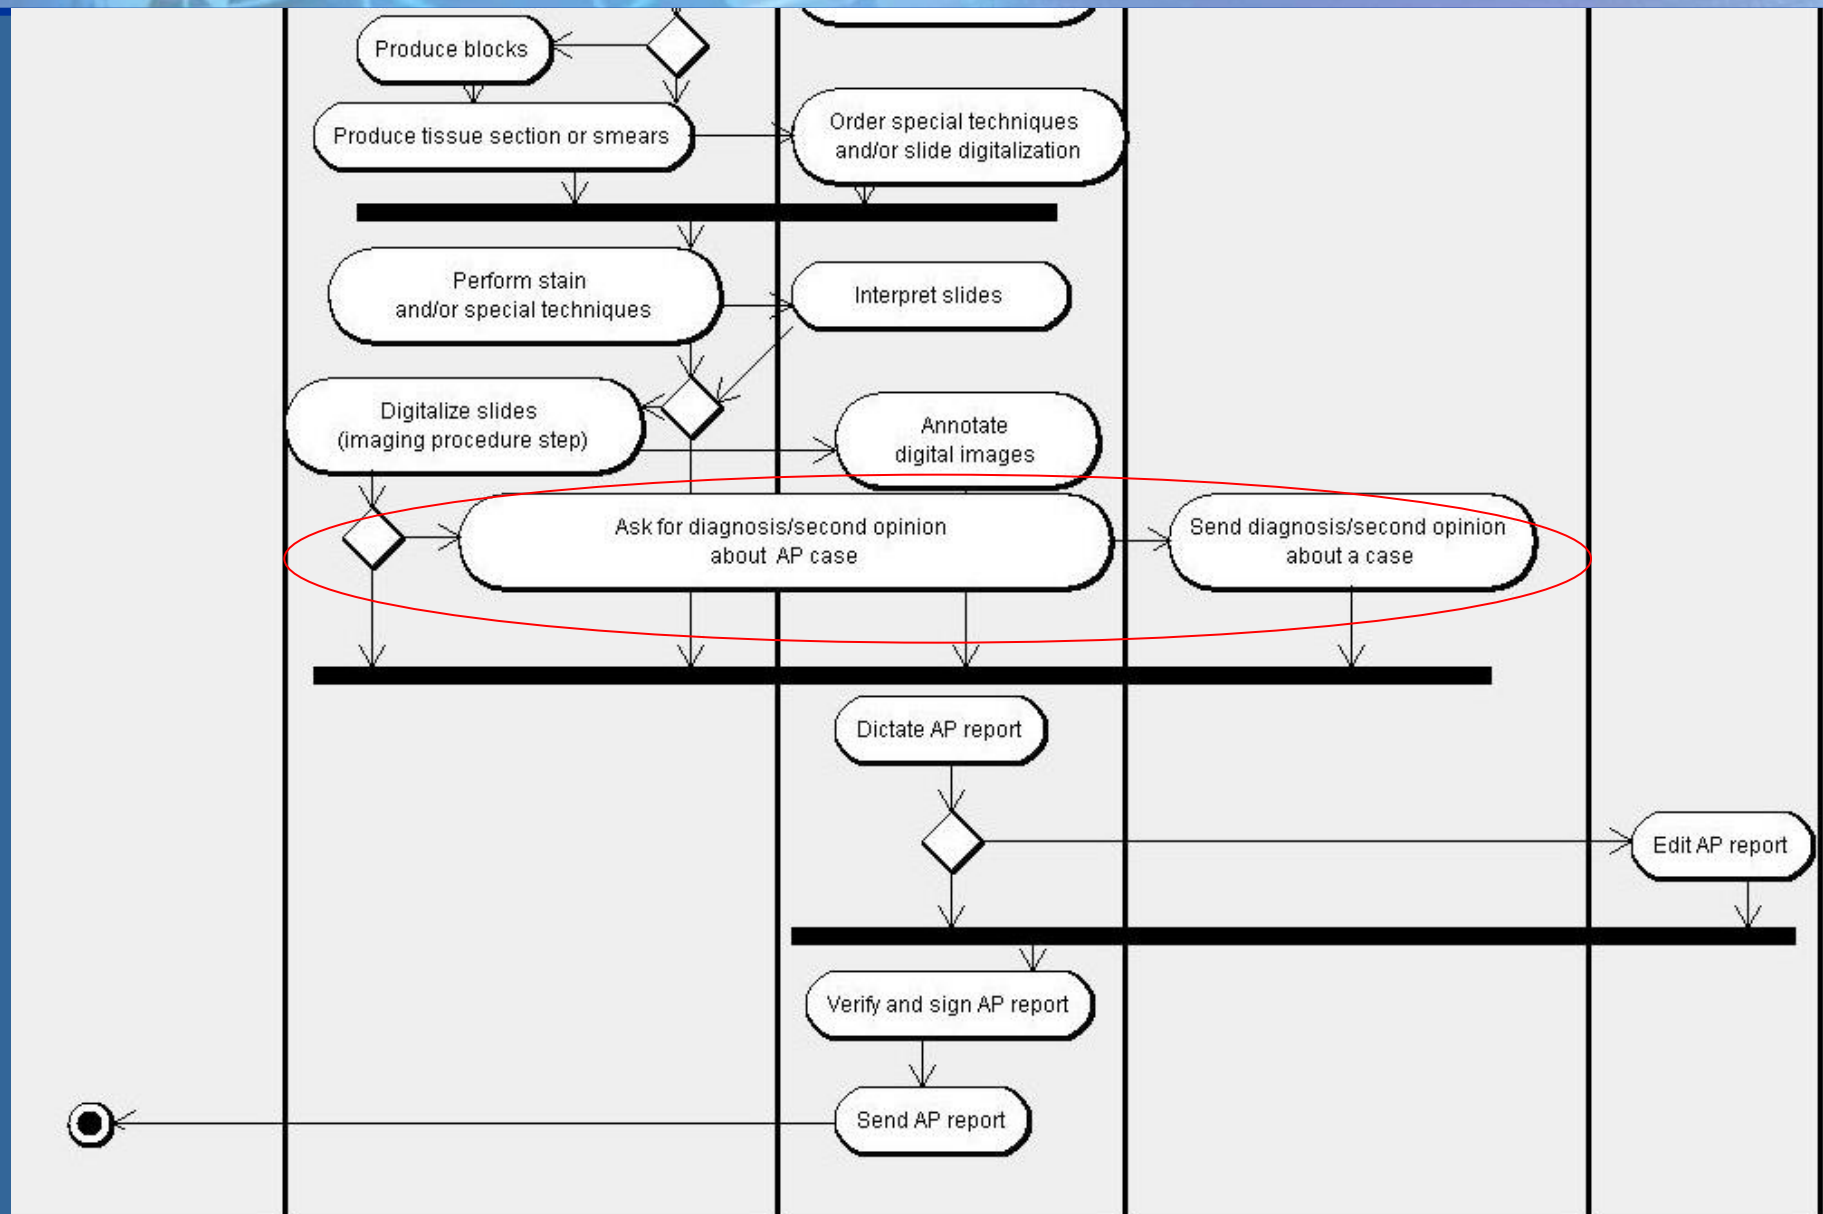 Produce blocks
Produce tissue section or smears
Order special techniques
and/or slide digitalization
Perform stain
and/or special techniques
Interpret slides
Digitalize slides
(imaging procedure step)
Annotate
digital images
Ask for diagnosis/second opinion
about AP case
Send diagnosis/second opinion
about a case
Dictate AP report
Edit AP report
Verify and sign AP report
Send AP report